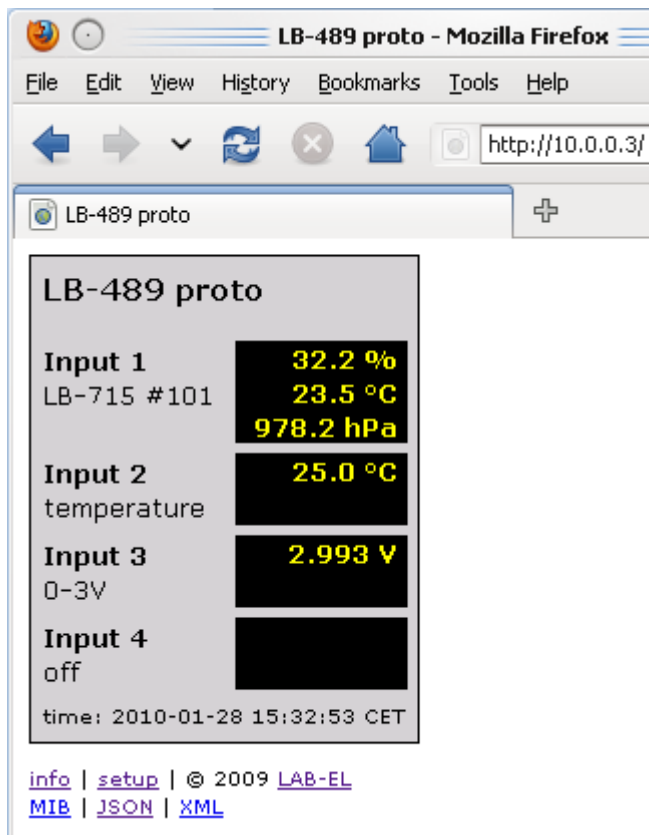 LB-489 proto - Mozilla Firefox
File Edit View History Bookmarks Tools Help
http://10.0.0.3/
LB-489 proto
LB-489 proto
Input 1 32.2 %
LB-715 #101 23.5 °C
978.2 hPa
Input 2 25.0 °C
temperature
Input 3 2.993 V
0-3V
Input 4
off
time: 2010-01-28 15:32:53 CET
info | setup | © 2009 LAB-EL
MIB | JSON | XML